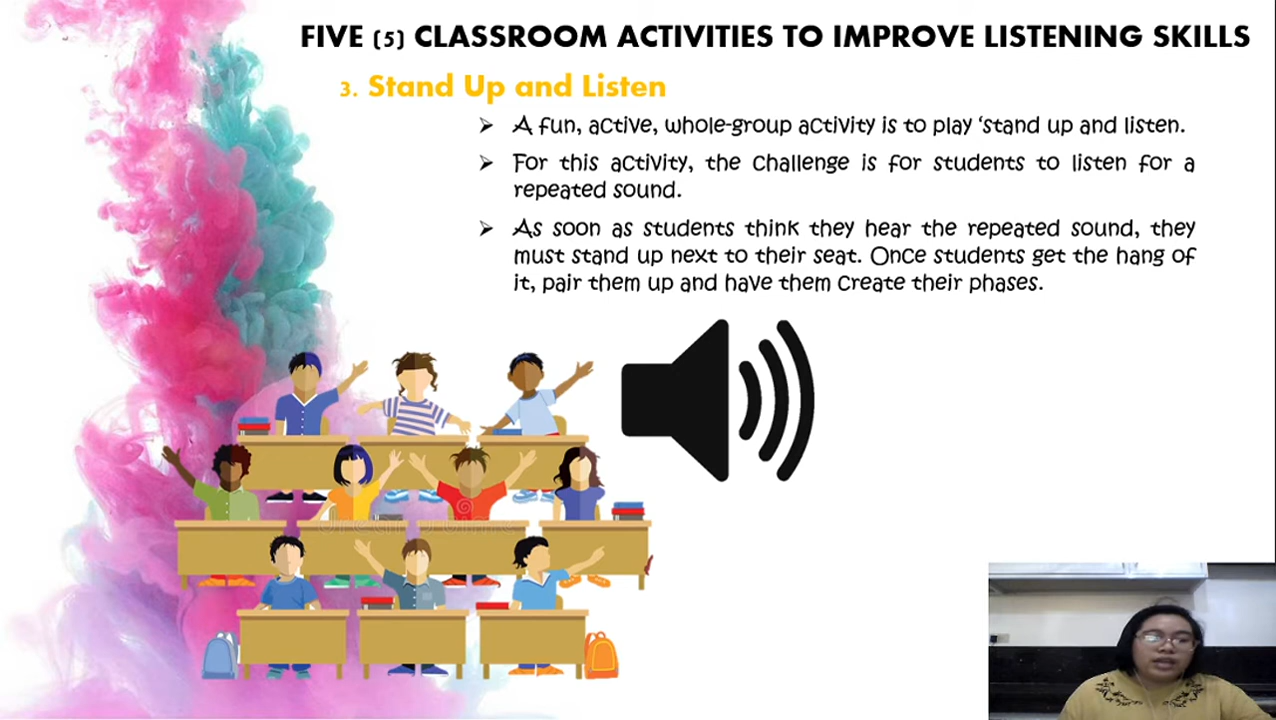 FIVE (5) CLASSROOM ACTIVITIES TO IMPROVE LISTENING SKILLS
3. Stand Up and Listen
➢ A fun, active, whole-group activity is to play ‘stand up and listen.
➢ For this activity, the challenge is for students to listen for a
repeated sound.
➢ As soon as students think they hear the repeated sound, they
must stand up next to their seat. Once students get the hang of
it, pair them up and have them create their phases.